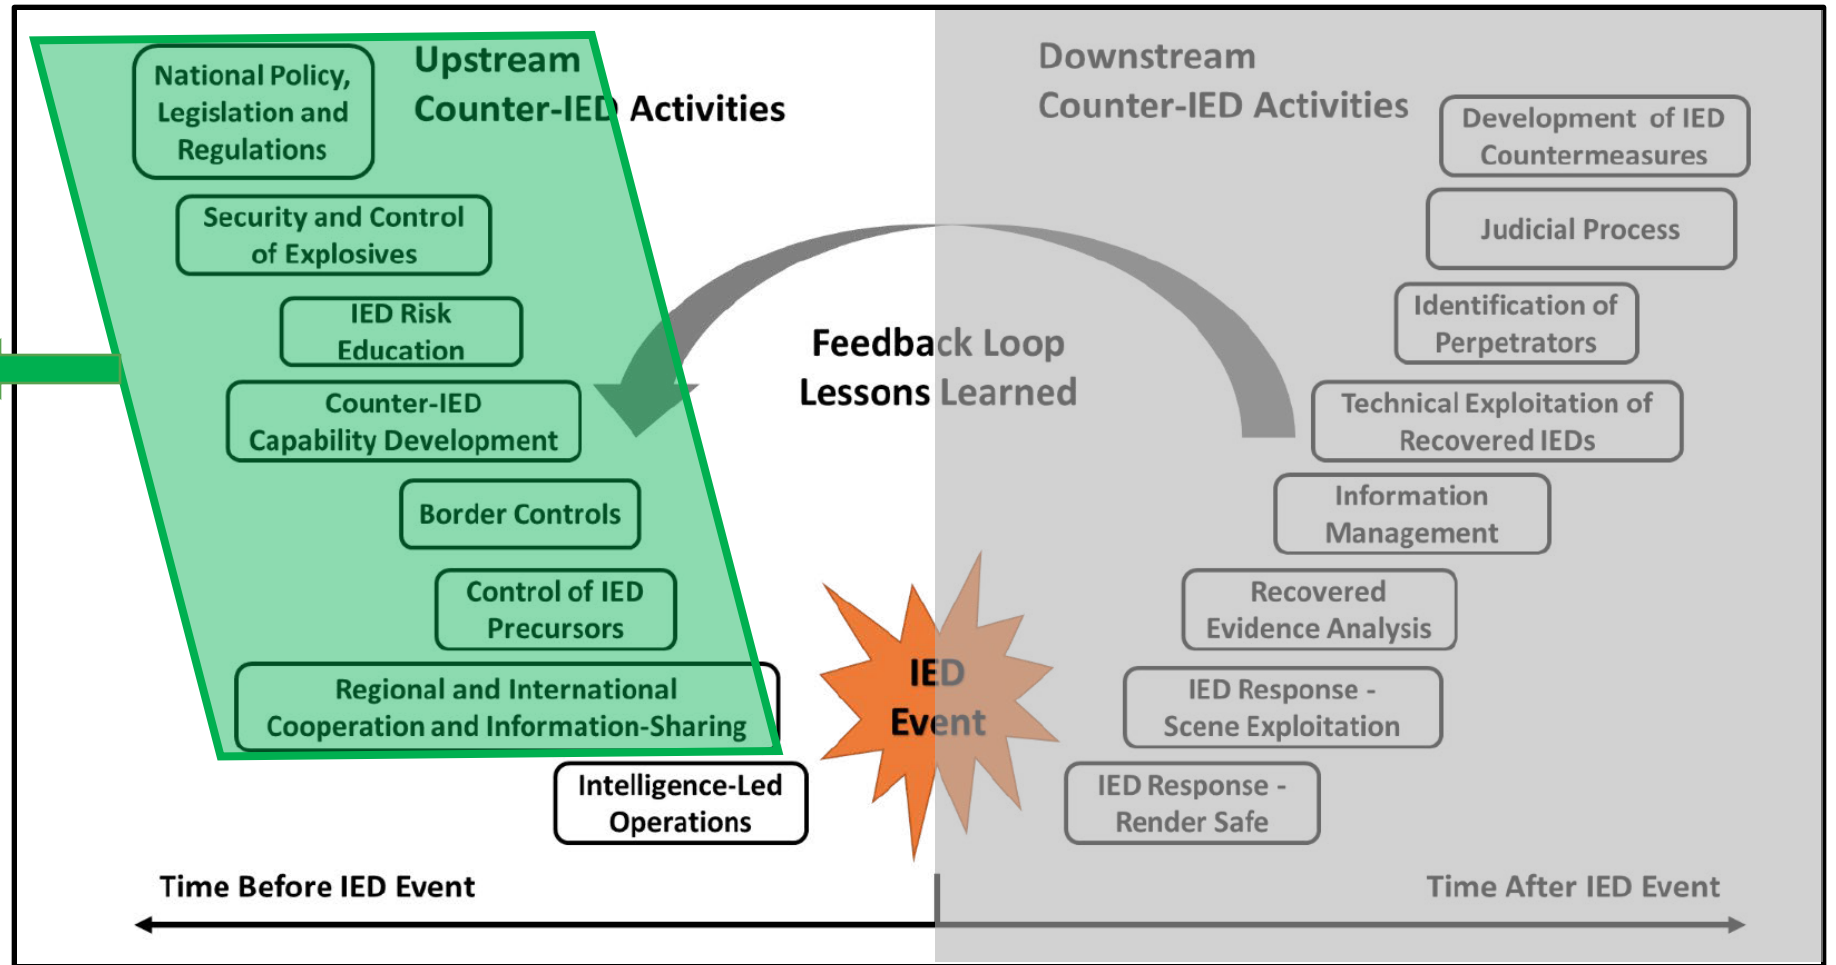 Upstream
Counter-IED Activities
National Policy,
Legislation and
Regulations
Security and Control
of Explosives
IED Risk
Education
Counter-IED
Capability Development
Border Controls
Control of IED
Precursors
Regional and International
Cooperation and Information-Sharing
Intelligence-Led
Operations
Feedback Loop
Lessons Learned
IED
Event
Downstream
Counter-IED Activities
Development of IED
Countermeasures
Judicial Process
Identification of
Perpetrators
Technical Exploitation of
Recovered IEDs
Information
Management
Recovered
Evidence Analysis
IED Response -
Scene Exploitation
IED Response -
Render Safe
Time Before IED Event
Time After IED Event